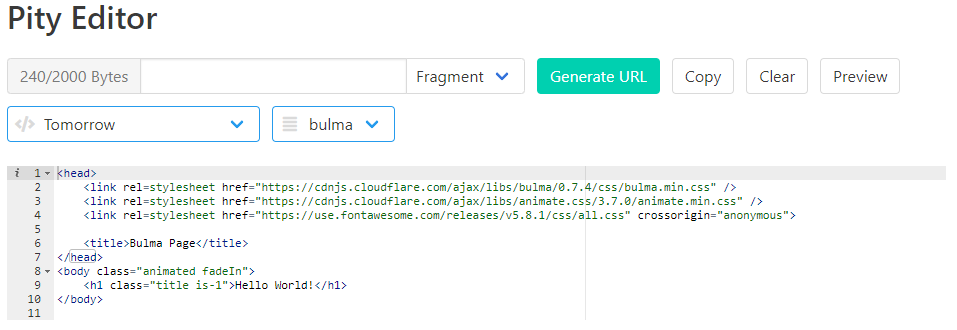 Pity Editor
240/2000 Bytes Fragment Generate URL Copy Clear Preview
</> Tomorrow bulma
i 1 <head>
2 <link rel=stylesheet href="https://cdnjs.cloudflare.com/ajax/libs/bulma/0.7.4/css/bulma.min.css" />
3 <link rel=stylesheet href="https://cdnjs.cloudflare.com/ajax/libs/animate.css/3.7.0/animate.min.css" />
4 <link rel=stylesheet href="https://use.fontawesome.com/releases/v5.8.1/css/all.css" crossorigin="anonymous">
5
6 <title>Bulma Page</title>
7 </head>
8 <body class="animated fadeIn">
9 <h1 class="title is-1">Hello World!</h1>
10 </body>
11